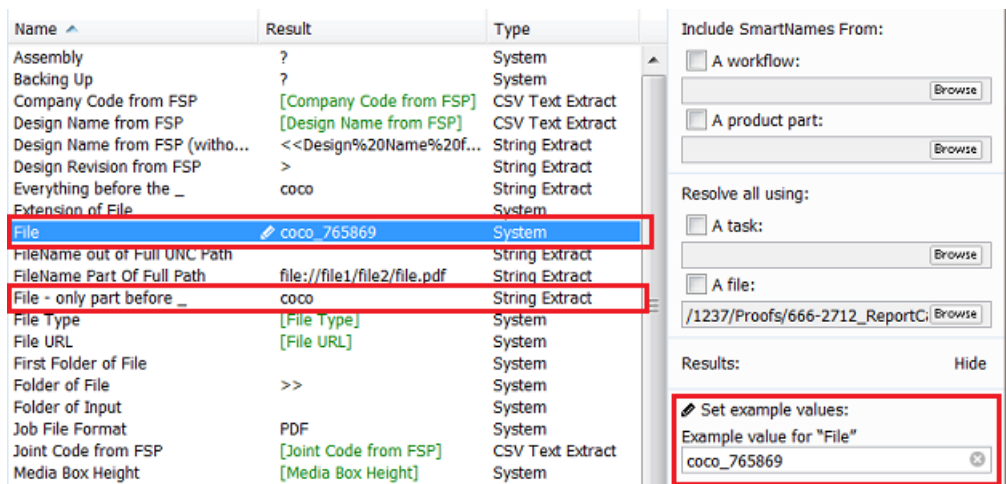 Name Result Type
Assembly ? System
Backing Up ? System
Company Code from FSP [Company Code from FSP] CSV Text Extract
Design Name from FSP [Design Name from FSP] CSV Text Extract
Design Name from FSP (witho... <<Design%20Name%20f... String Extract
Design Revision from FSP > String Extract
Everything before the _ coco String Extract
Extension of File System
File coco_765869 System
FileName out of Full UNC Path String Extract
FileName Part Of Full Path file://file1/file2/file.pdf String Extract
File - only part before _ coco String Extract
File Type [File Type] System
File URL [File URL] System
First Folder of File System
Folder of File >> System
Folder of Input System
Job File Format PDF System
Joint Code from FSP [Joint Code from FSP] CSV Text Extract
Media Box Height [Media Box Height] System
Include SmartNames From:
A workflow:
Browse
A product part:
Browse
Resolve all using:
A task:
Browse
A file:
/1237/Proofs/666-2712_ReportCa Browse
Results: Hide
Set example values:
Example value for "File"
coco_765869